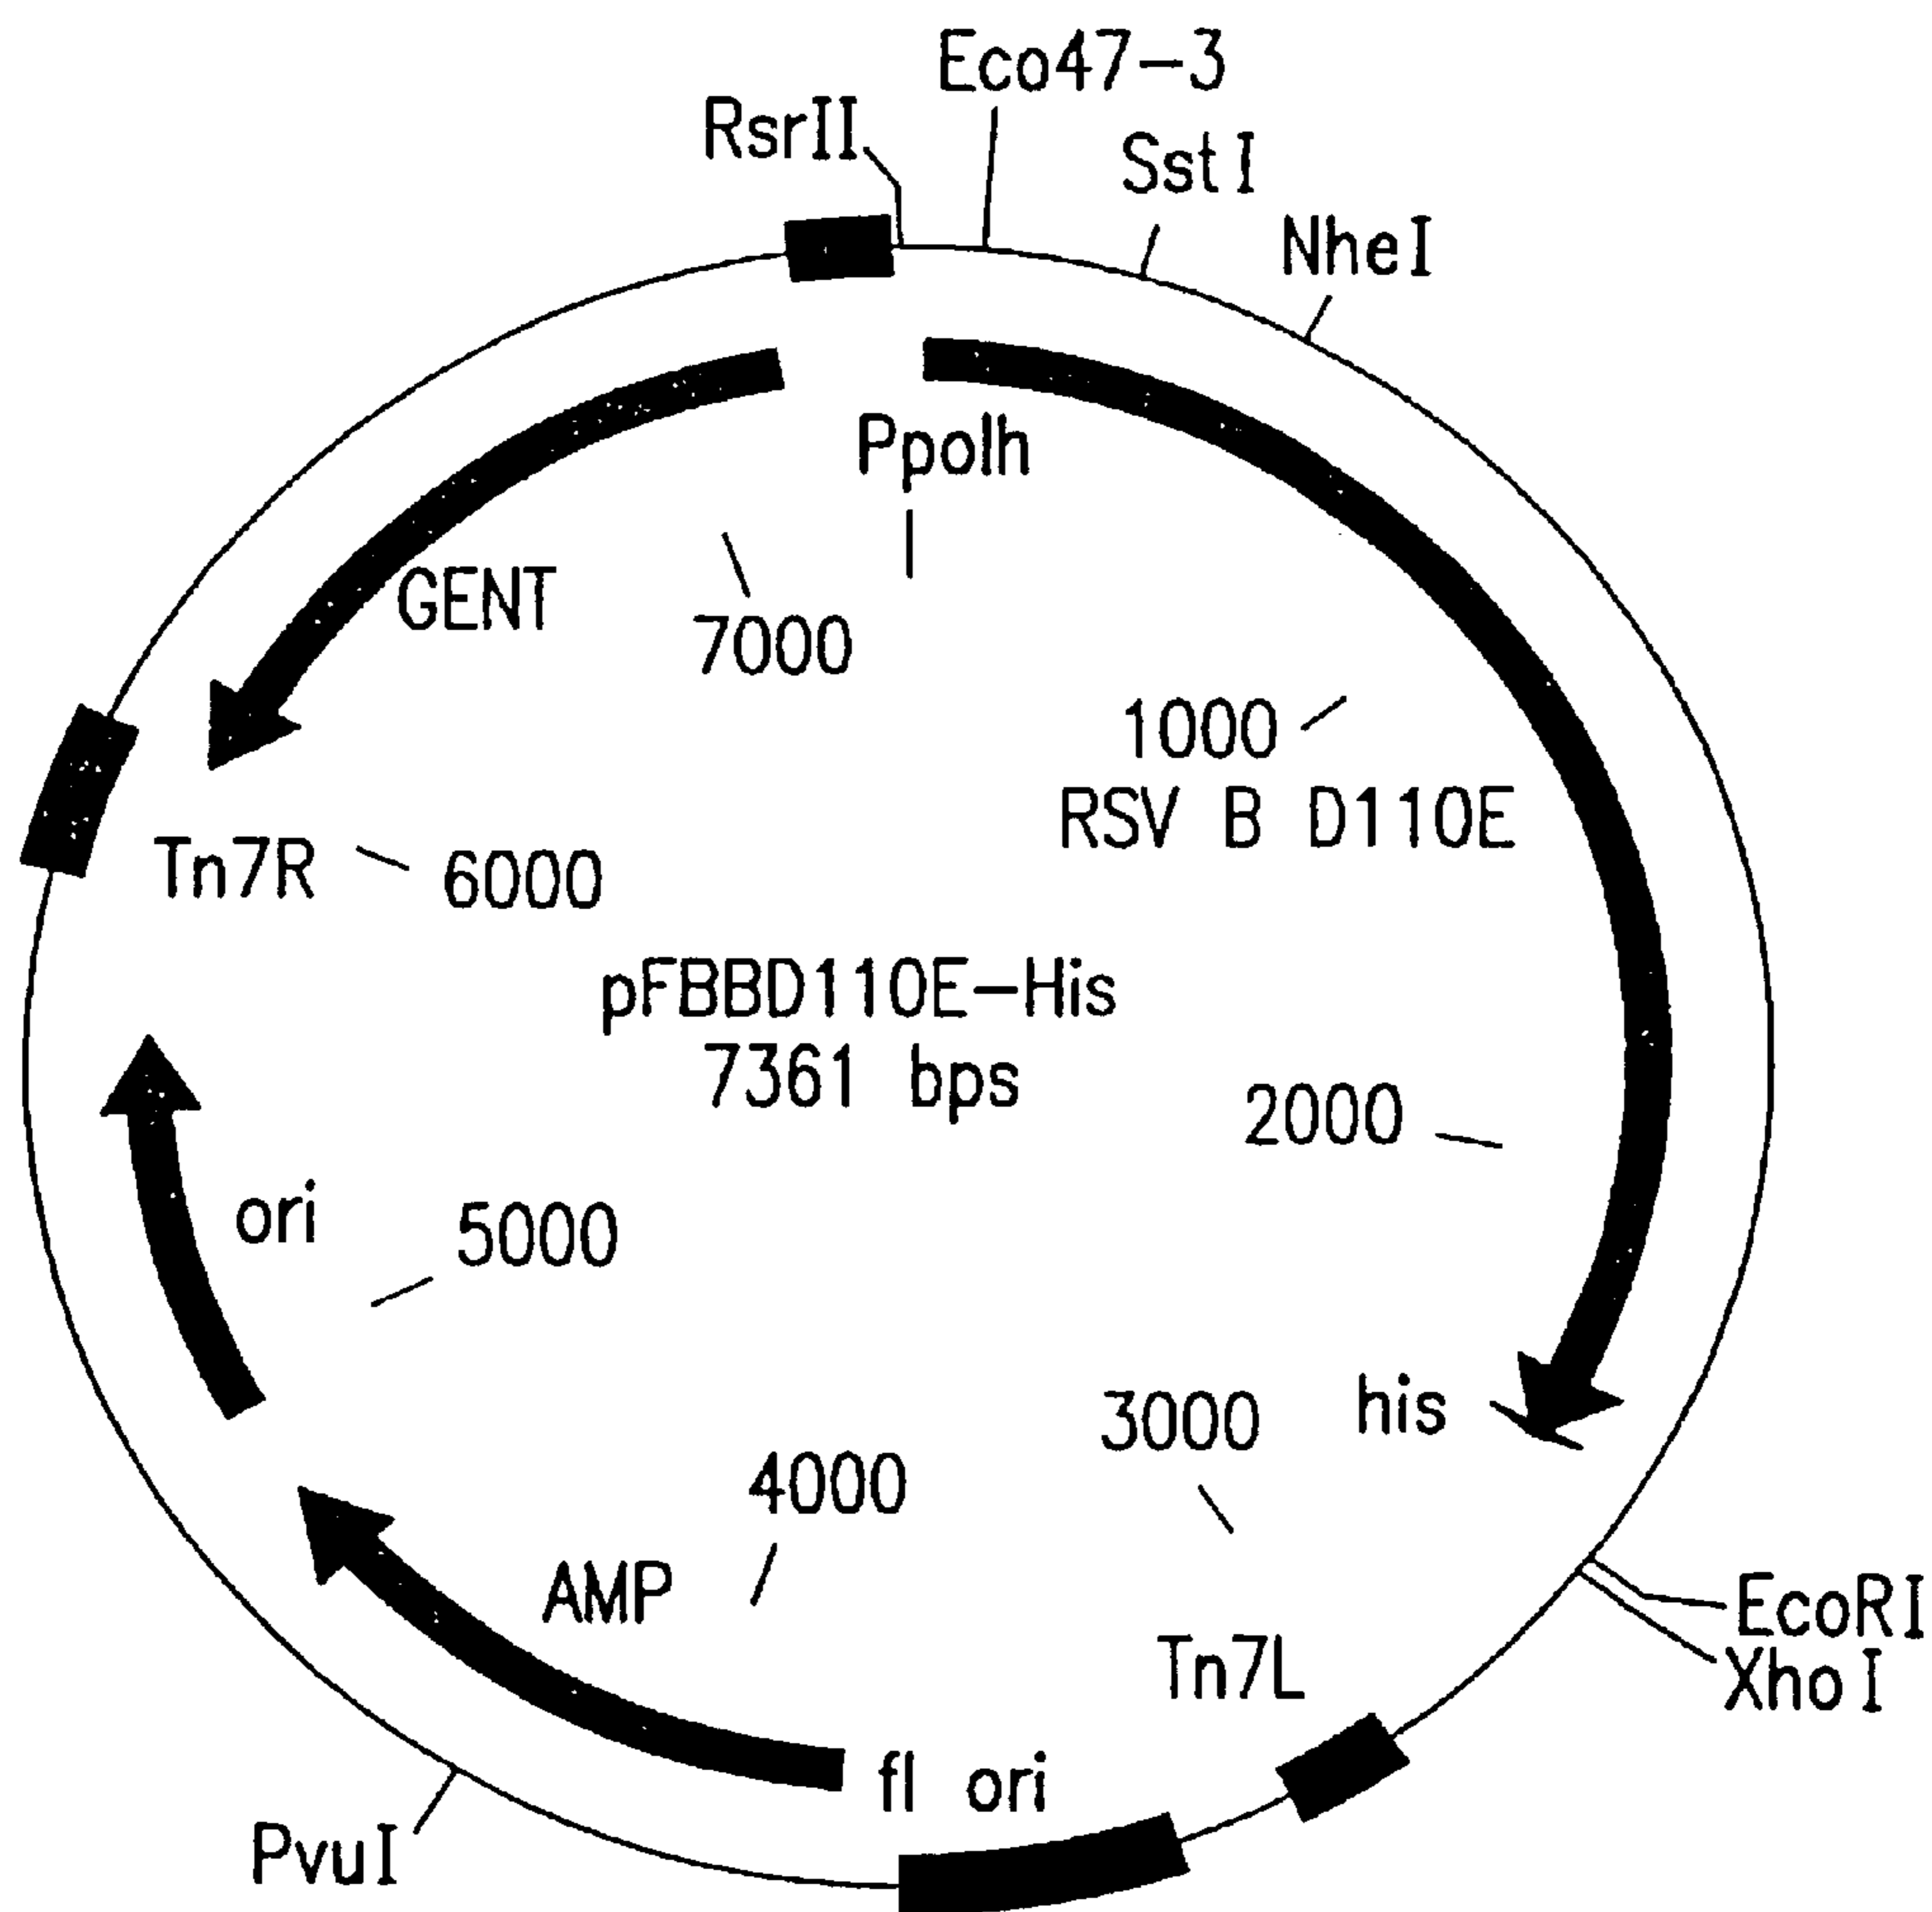 Eco47-3
RsrII
SstI
NheI
Ppolh
GENT
7000
1000
RSV B D110E
Tn7R
6000
pFBBD110E-His
7361 bps
2000
ori
5000
3000
his
4000
AMP
EcoRI
XhoI
Tn7L
fl ori
PvuI